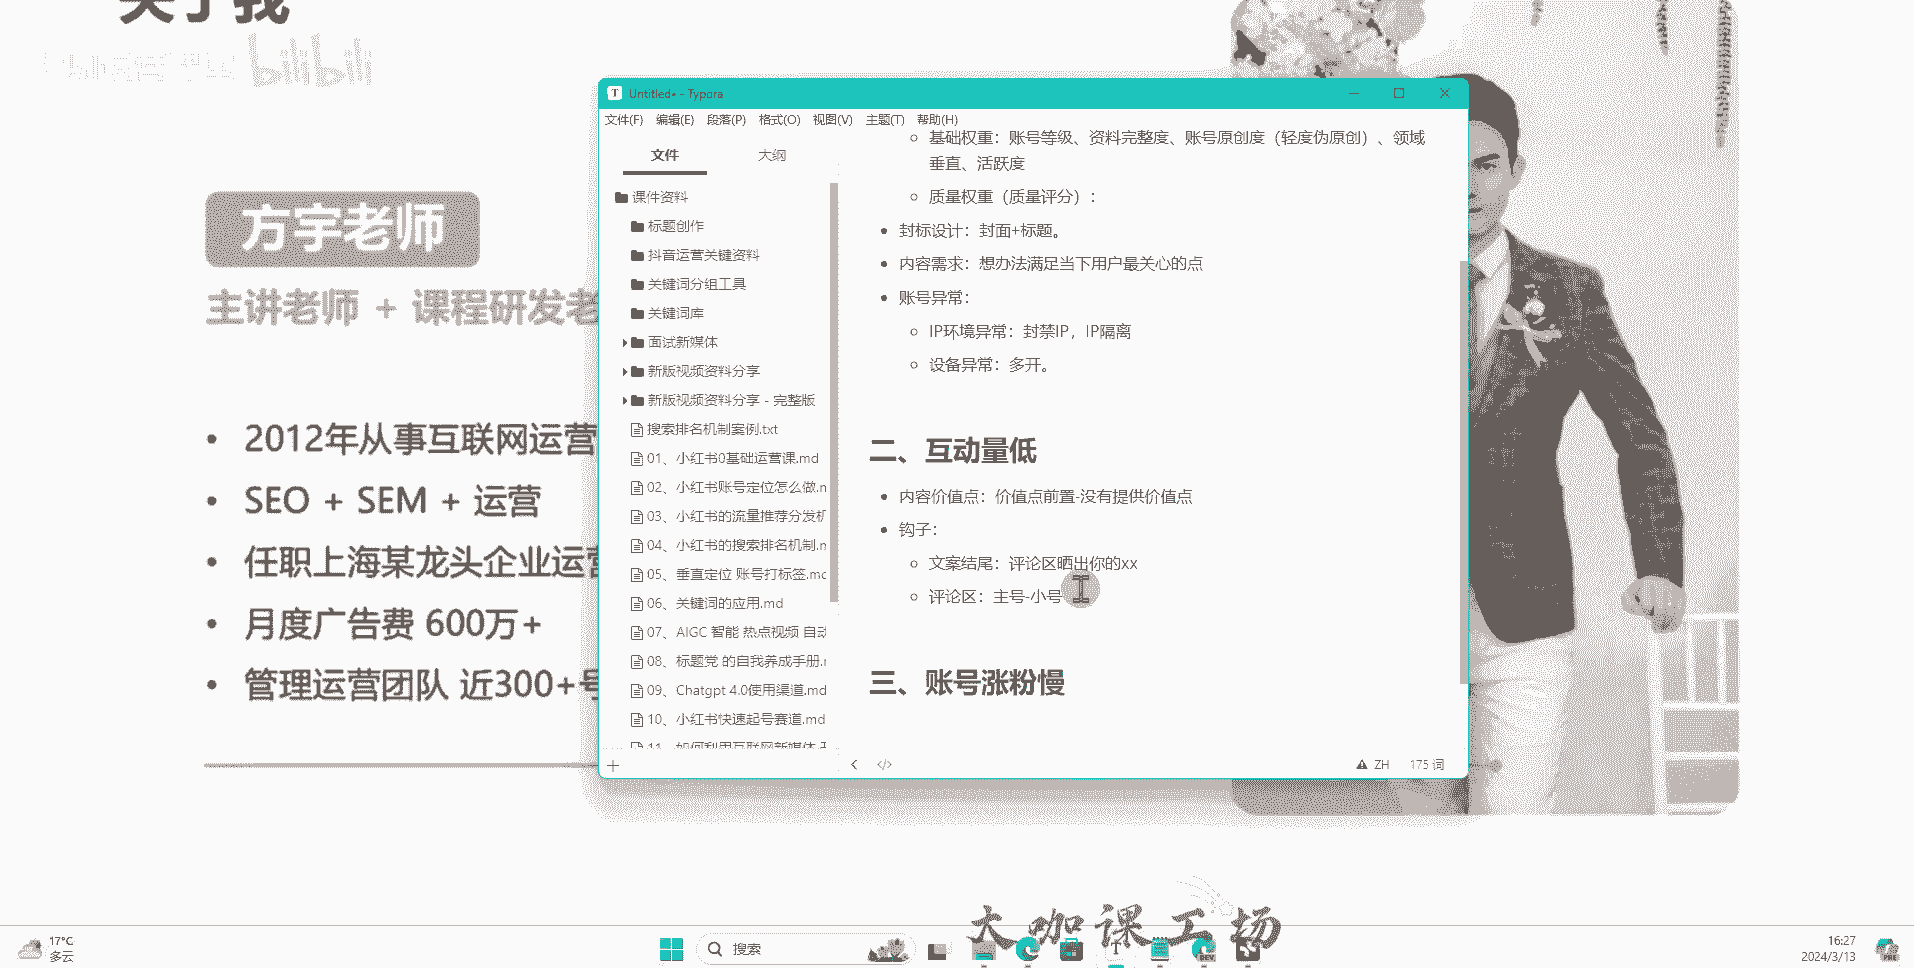 关于我
bilibili
方宇老师
主讲老师 + 课程研发老
2012年从事互联网运营
SEO + SEM + 运营
任职上海某龙头企业运营
月度广告费 600万+
管理运营团队 近300+号
Untitled• - Typora
文件(F) 编辑(E) 段落(P) 格式(O) 视图(V) 主题(T) 帮助(H)
文件 大纲
课件资料
标题创作
抖音运营关键资料
关键词分组工具
关键词库
面试新媒体
新版视频资料分享
新版视频资料分享 - 完整版
搜索排名机制案例.txt
01、小红书0基础运营课.md
02、小红书账号定位怎么做.n
03、小红书的流量推荐分发机
04、小红书的搜索排名机制.n
05、垂直定位 账号打标签.mc
06、关键词的应用.md
07、AIGC 智能 热点视频 自动
08、标题党 的自我养成手册.r
09、Chatgpt 4.0使用渠道.md
10、小红书快速起号赛道.md
11、如何利用互联网新媒体
基础权重：账号等级、资料完整度、账号原创度（轻度伪原创）、领域
垂直、活跃度
质量权重（质量评分）：
封标设计：封面+标题。
内容需求：想办法满足当下用户最关心的点
账号异常：
IP环境异常：封禁IP，IP隔离
设备异常：多开。
二、互动量低
内容价值点：价值点前置-没有提供价值点
钩子：
文案结尾：评论区晒出你的xx
评论区：主号-小号
三、账号涨粉慢
ZH 175 词
大咖课工场
17°C
多云
搜索
16:27
2024/3/13
DEV
PRE